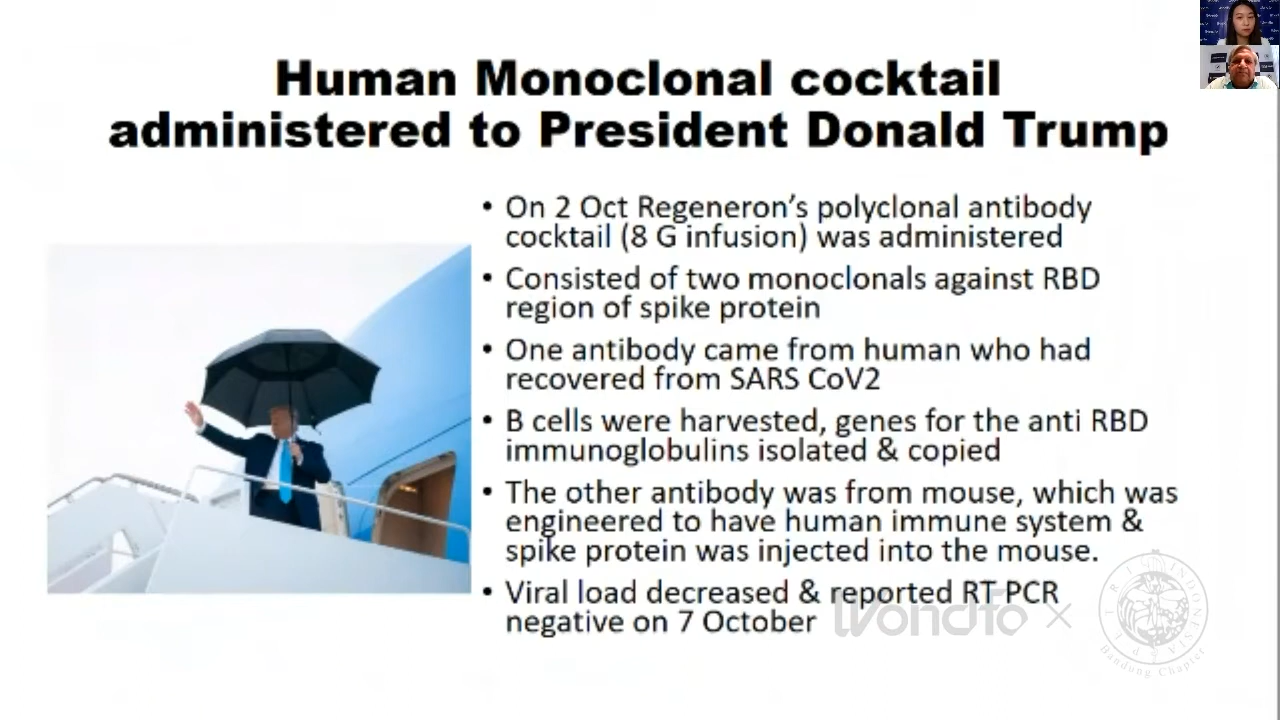 Human Monoclonal cocktail
administered to President Donald Trump
• On 2 Oct Regeneron's polyclonal antibody
cocktail (8 G infusion) was administered
• Consisted of two monoclonals against RBD
region of spike protein
• One antibody came from human who had
recovered from SARS CoV2
• B cells were harvested, genes for the anti RBD
immunoglobulins isolated & copied
• The other antibody was from mouse, which was
engineered to have human immune system &
spike protein was injected into the mouse.
• Viral load decreased & reported RT PCR
negative on 7 October
wondfo ×
Bandung Chapter